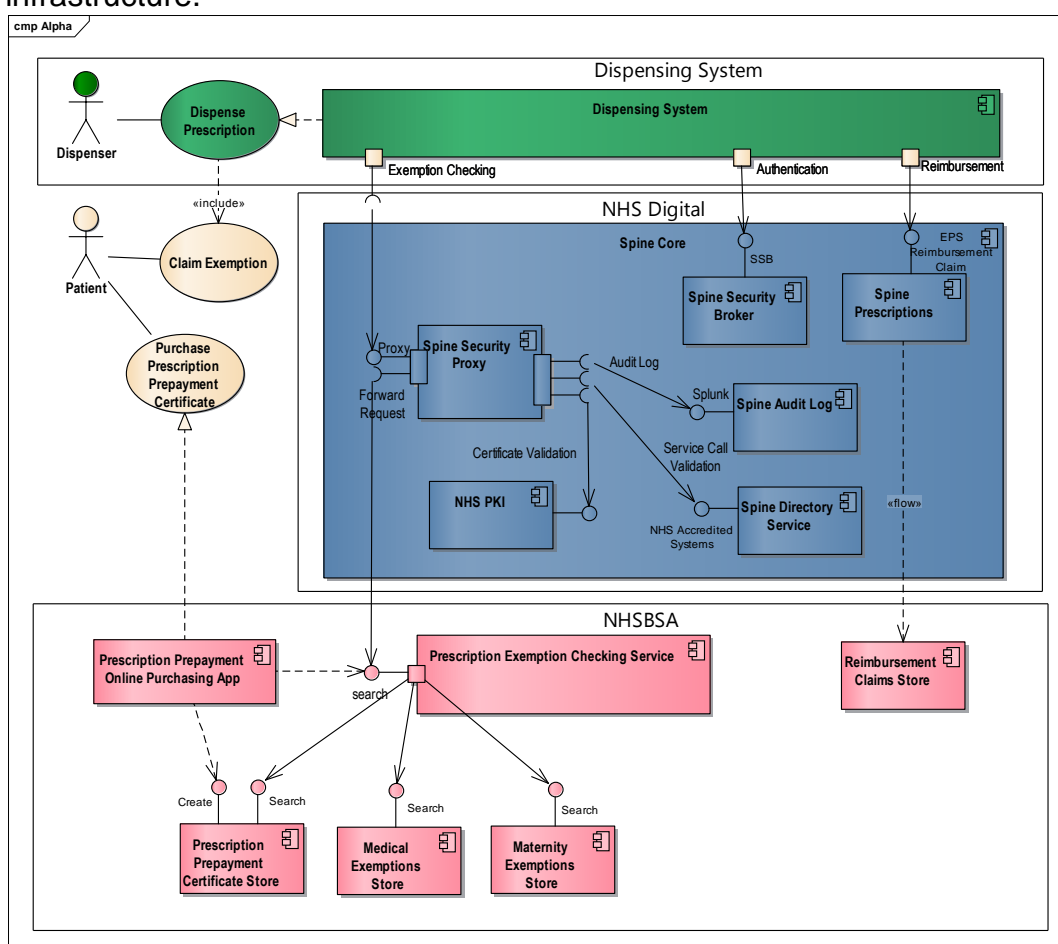 infrastructure.
cmp Alpha
Dispensing System
Dispensing System
Dispense
Prescription
Dispenser
Exemption Checking
Authentication
Reimbursement
«include»
NHS Digital
Spine Core
EPS
Reimbursement
Claim
SSB
Patient
Claim Exemption
Spine Security
Broker
Spine
Prescriptions
Purchase
Prescription
Prepayment
Certificate
Proxy
Spine Security
Proxy
Forward
Request
Audit Log
Splunk
Spine Audit Log
Certificate Validation
Service Call
Validation
NHS PKI
NHS Accredited
Systems
Spine Directory
Service
«flow»
NHSBSA
Prescription Prepayment
Online Purchasing App
search
Prescription Exemption Checking Service
Reimbursement
Claims Store
Create
Search
Search
Search
Prescription
Prepayment
Certificate Store
Medical
Exemptions
Store
Maternity
Exemptions
Store